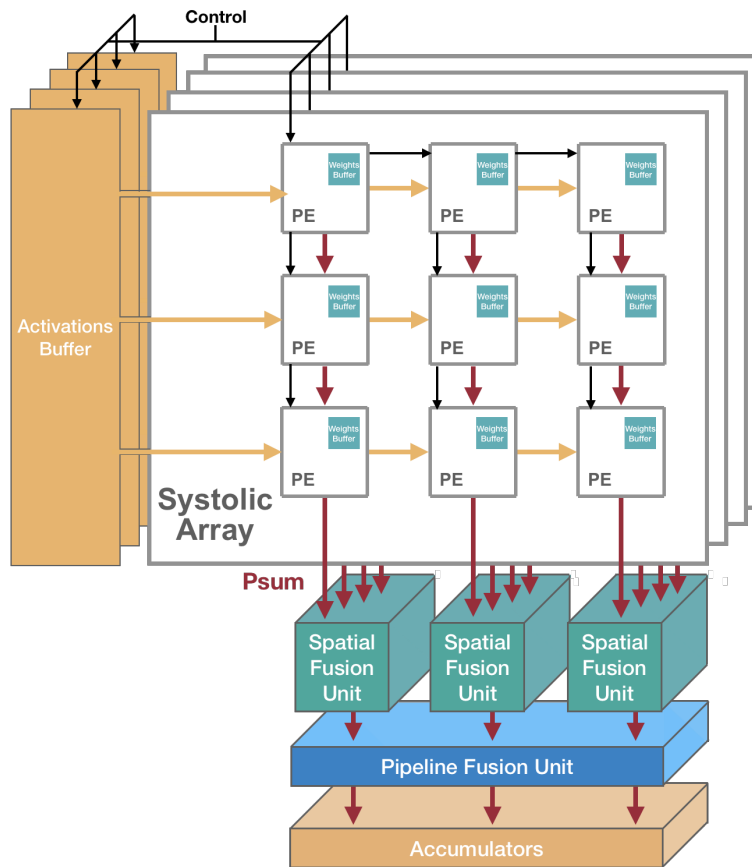 Control
Weights
Buffer
PE
Weights
Buffer
PE
Weights
Buffer
PE
Activations
Buffer
Weights
Buffer
PE
Weights
Buffer
PE
Weights
Buffer
PE
Weights
Buffer
PE
Weights
Buffer
PE
Weights
Buffer
PE
Systolic
Array
Psum
Spatial
Fusion
Unit
Spatial
Fusion
Unit
Spatial
Fusion
Unit
Pipeline Fusion Unit
Accumulators